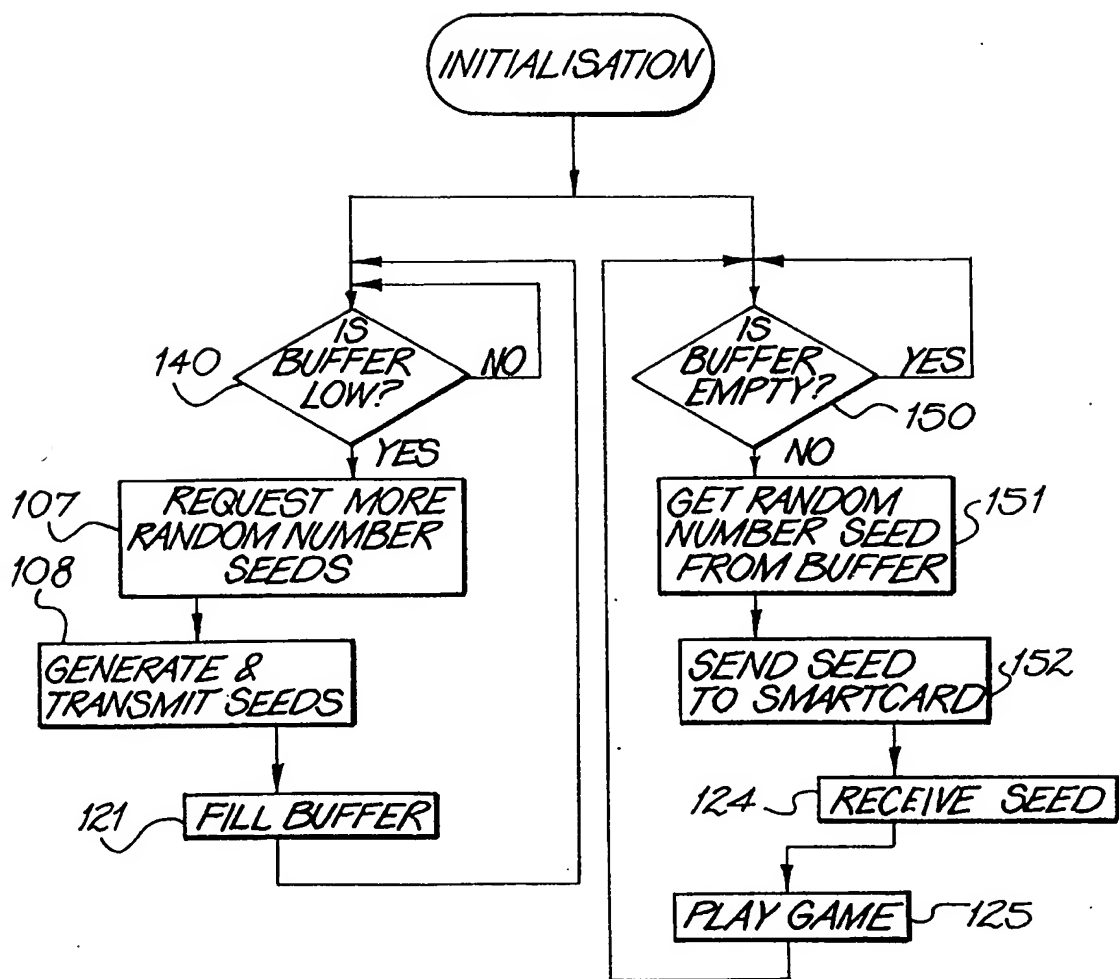 INITIALISATION
IS
BUFFER
LOW?
NO
140
YES
107
REQUEST MORE
RANDOM NUMBER
SEEDS
108
GENERATE &
TRANSMIT SEEDS
121
FILL BUFFER
IS
BUFFER
EMPTY?
YES
150
NO
GET RANDOM
NUMBER SEED
FROM BUFFER
151
SEND SEED
TO SMARTCARD
152
124
RECEIVE SEED
PLAY GAME
125